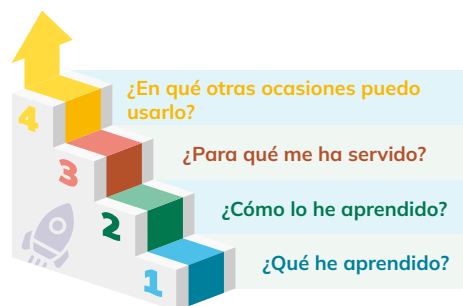 ¿En qué otras ocasiones puedo
usarlo?
4
¿Para qué me ha servido?
3
¿Cómo lo he aprendido?
2
¿Qué he aprendido?
1